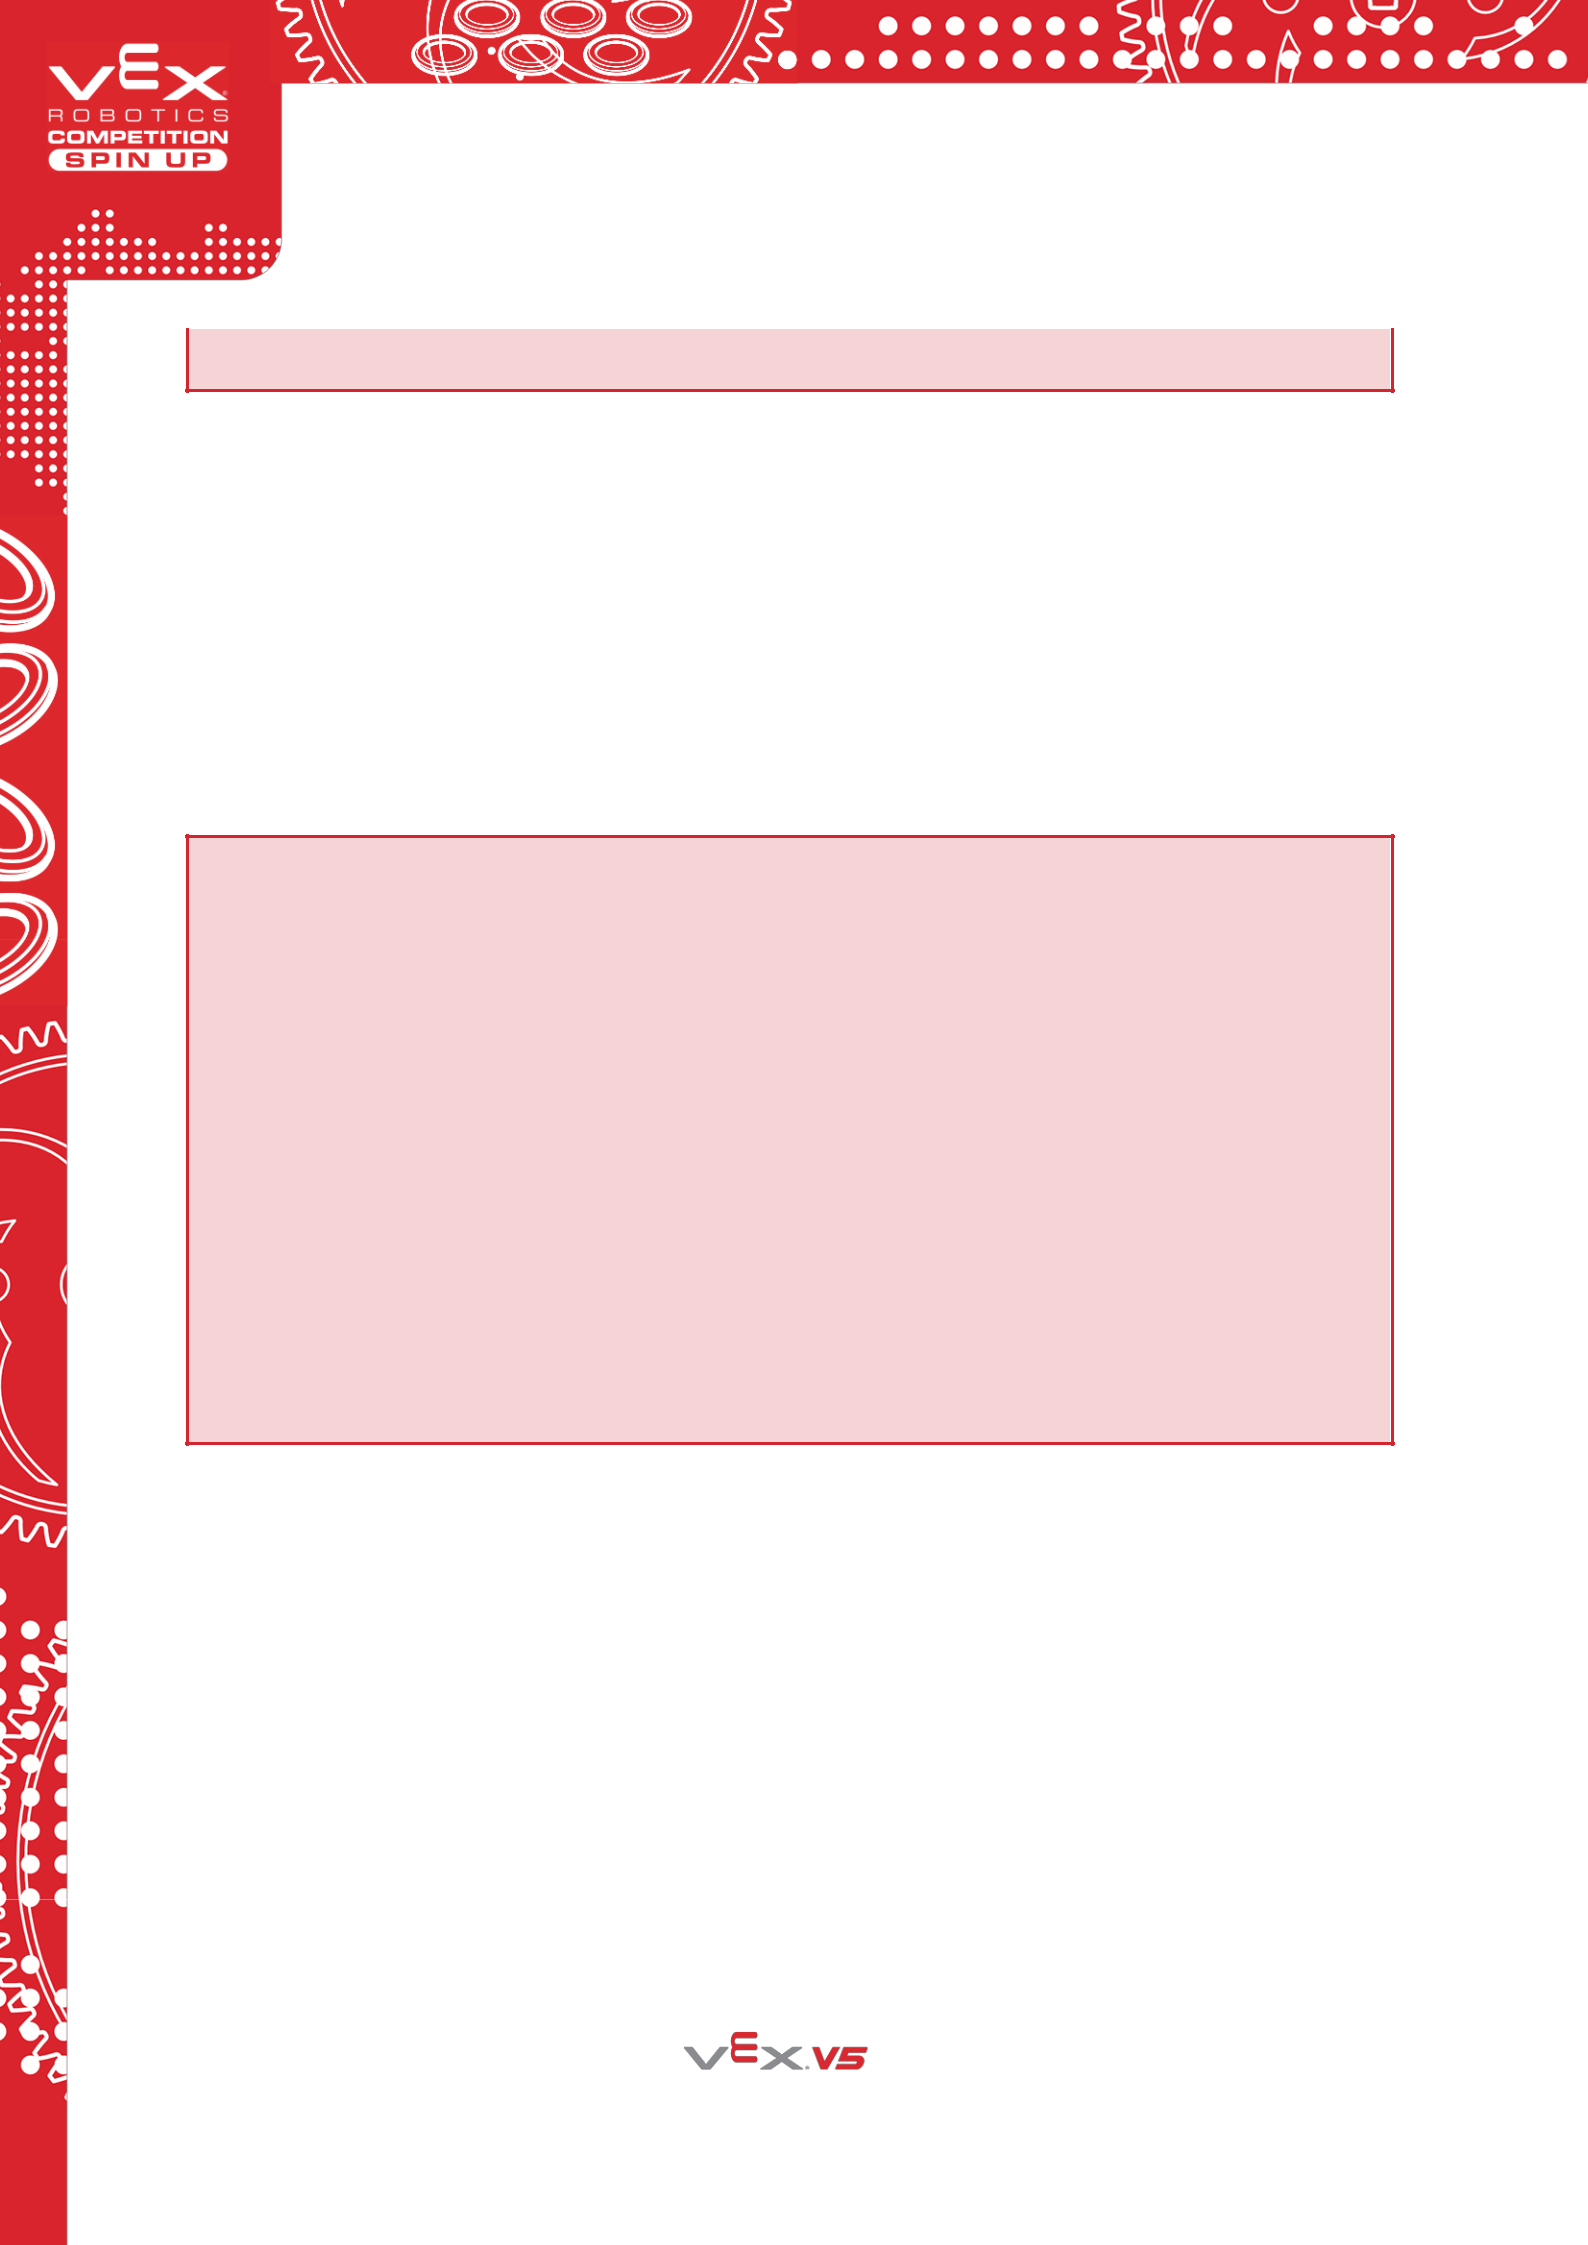 VEX
ROBOTICS
COMPETITION
SPIN UP
VEX V5